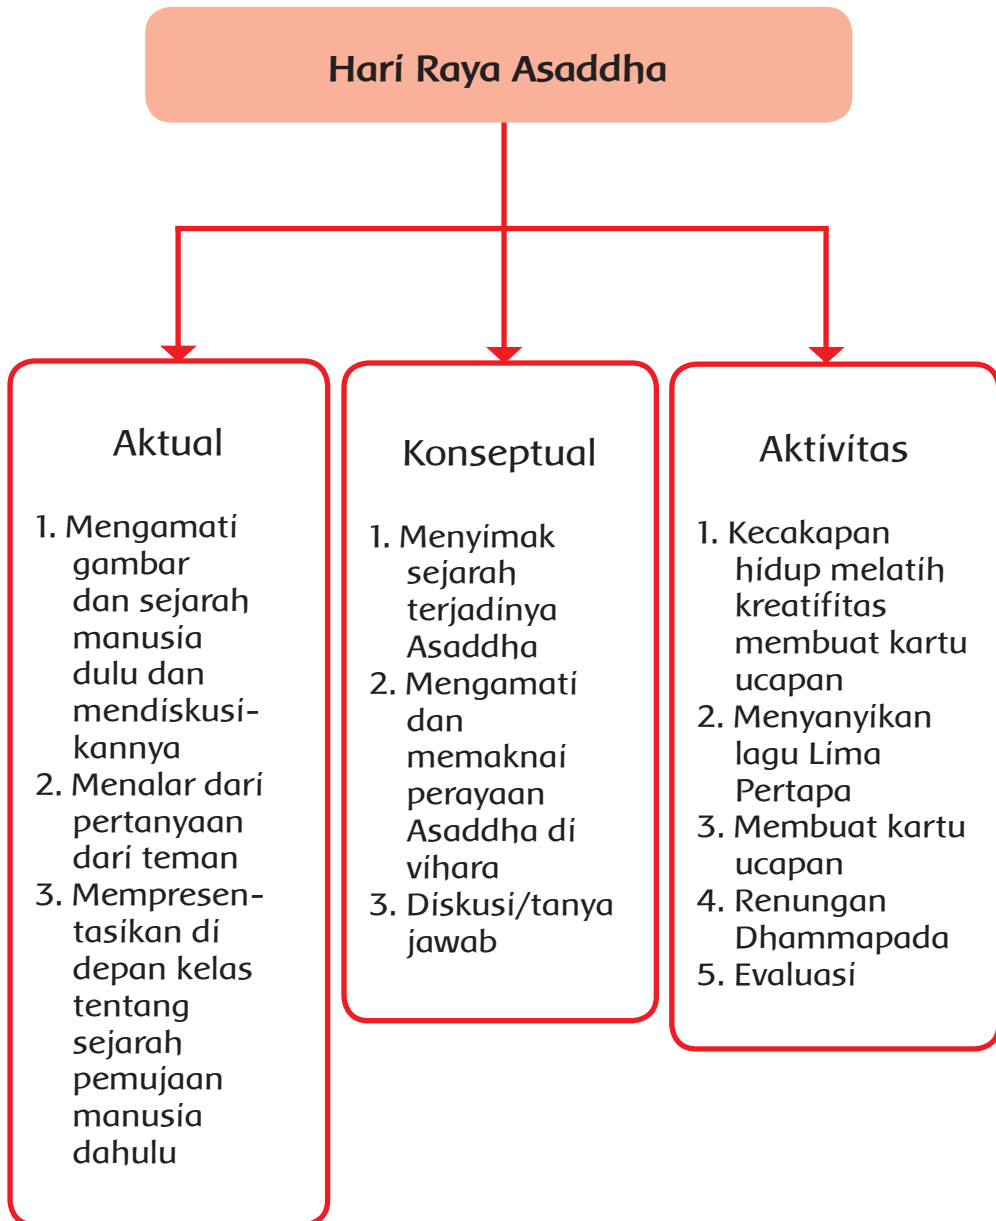 Hari Raya Asaddha
Aktual
1. Mengamati
gambar
dan sejarah
manusia
dulu dan
mendiskusi-
kannya
2. Menalar dari
pertanyaan
dari teman
3. Mempresen-
tasikan di
depan kelas
tentang
sejarah
pemujaan
manusia
dahulu
Konseptual
1. Menyimak
sejarah
terjadinya
Asaddha
2. Mengamati
dan
memaknai
perayaan
Asaddha di
vihara
3. Diskusi/tanya
jawab
Aktivitas
1. Kecakapan
hidup melatih
kreatifitas
membuat kartu
ucapan
2. Menyanyikan
lagu Lima
Pertapa
3. Membuat kartu
ucapan
4. Renungan
Dhammapada
5. Evaluasi